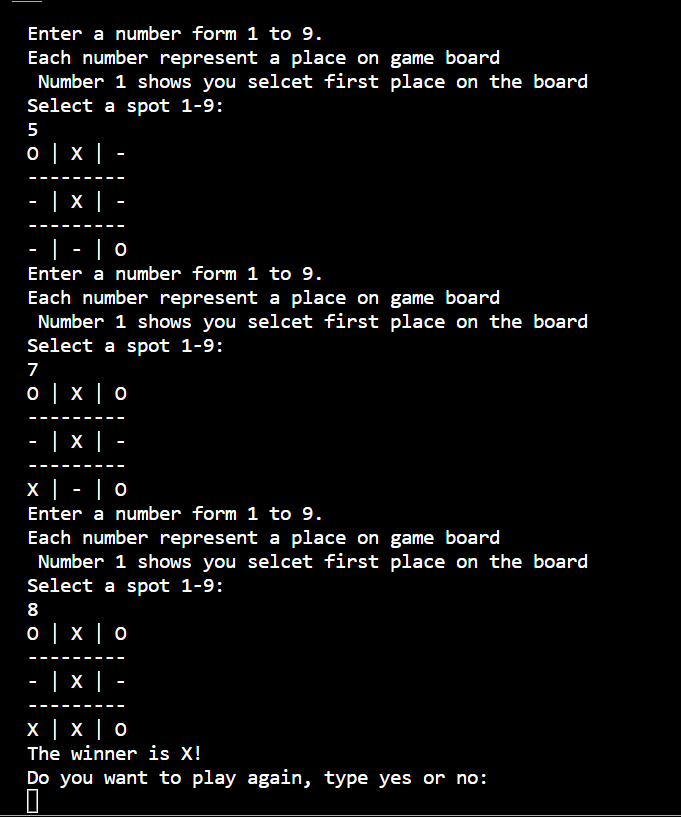 Enter a number form 1 to 9.
Each number represent a place on game board
 Number 1 shows you selcet first place on the board
Select a spot 1-9:
5
O | X | -
---------
- | X | -
---------
- | - | O
Enter a number form 1 to 9.
Each number represent a place on game board
 Number 1 shows you selcet first place on the board
Select a spot 1-9:
7
O | X | O
---------
- | X | -
---------
X | - | O
Enter a number form 1 to 9.
Each number represent a place on game board
 Number 1 shows you selcet first place on the board
Select a spot 1-9:
8
O | X | O
---------
- | X | -
---------
X | X | O
The winner is X!
Do you want to play again, type yes or no: